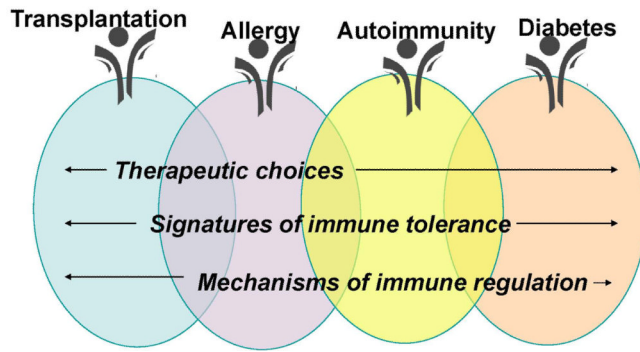 Transplantation Allergy Autoimmunity Diabetes
Therapeutic choices
Signatures of immune tolerance
Mechanisms of immune regulation